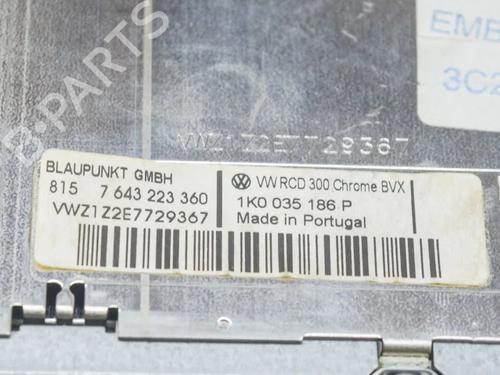 EMB
3C2
VWZ1Z2E7729367
BLAUPUNKT GMBH
815 7 643 223 360
VWZ1Z2E7729367
VW RCD 300 Chrome BVX
1K0 035 186 P
Made in Portugal
B-PARTS